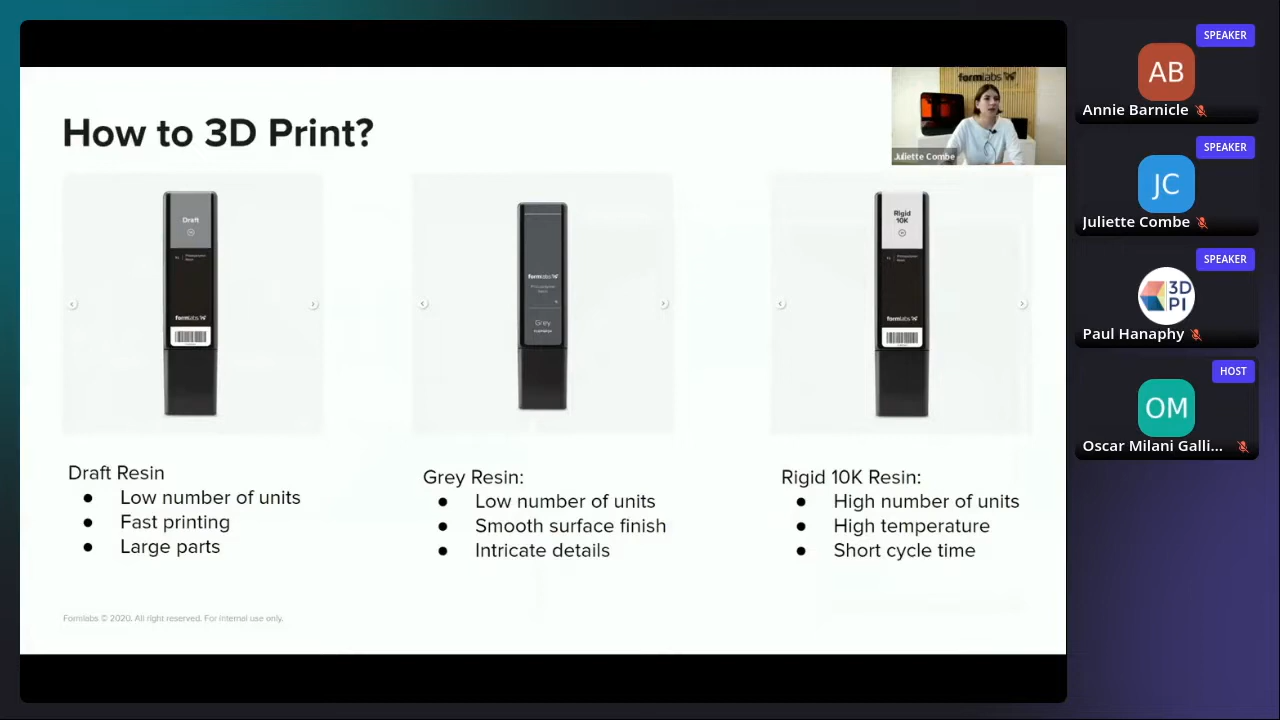 How to 3D Print?
formlabs
Juliette Combe
Draft
formlabs
formlabs
Grey
Rigid
10K
formlabs
Draft Resin
● Low number of units
● Fast printing
● Large parts
Grey Resin:
● Low number of units
● Smooth surface finish
● Intricate details
Rigid 10K Resin:
● High number of units
● High temperature
● Short cycle time
Formlabs © 2020. All right reserved. For internal use only.
SPEAKER
AB
Annie Barnicle
SPEAKER
JC
Juliette Combe
SPEAKER
3D
PI
Paul Hanaphy
HOST
OM
Oscar Milani Galli...